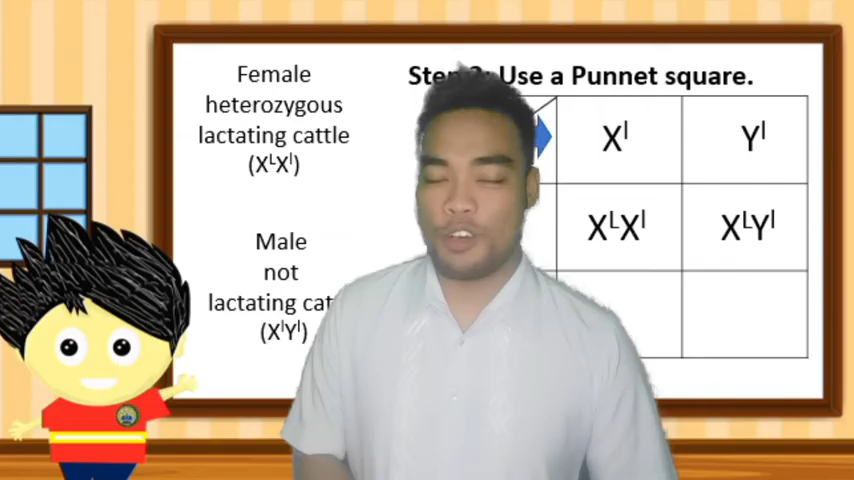 Female
heterozygous
lactating cattle
(XᴸXˡ)
Male
not
lactating
(XˡYˡ)
Use a Punnet square.
Xˡ Yˡ
XᴸXˡ XᴸYˡ